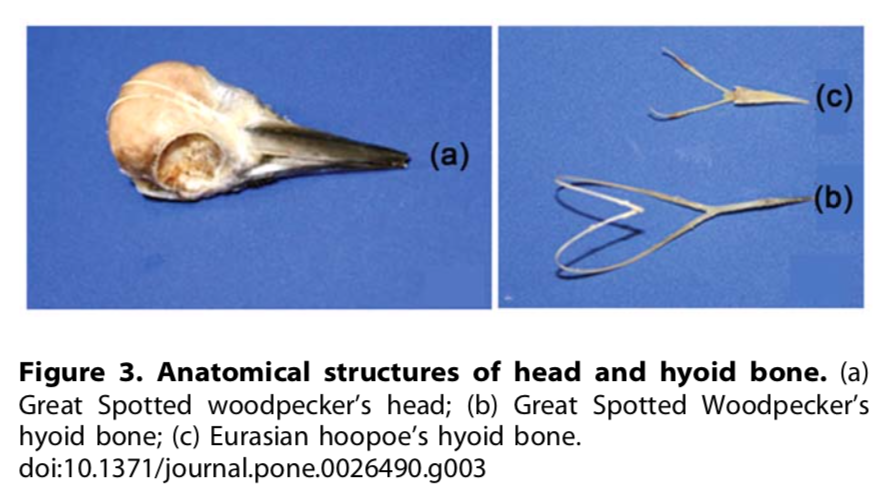 (a)
(c)
(b)
Figure 3. Anatomical structures of head and hyoid bone. (a)
Great Spotted woodpecker's head; (b) Great Spotted Woodpecker's
hyoid bone; (c) Eurasian hoopoe's hyoid bone.
doi:10.1371/journal.pone.0026490.g003